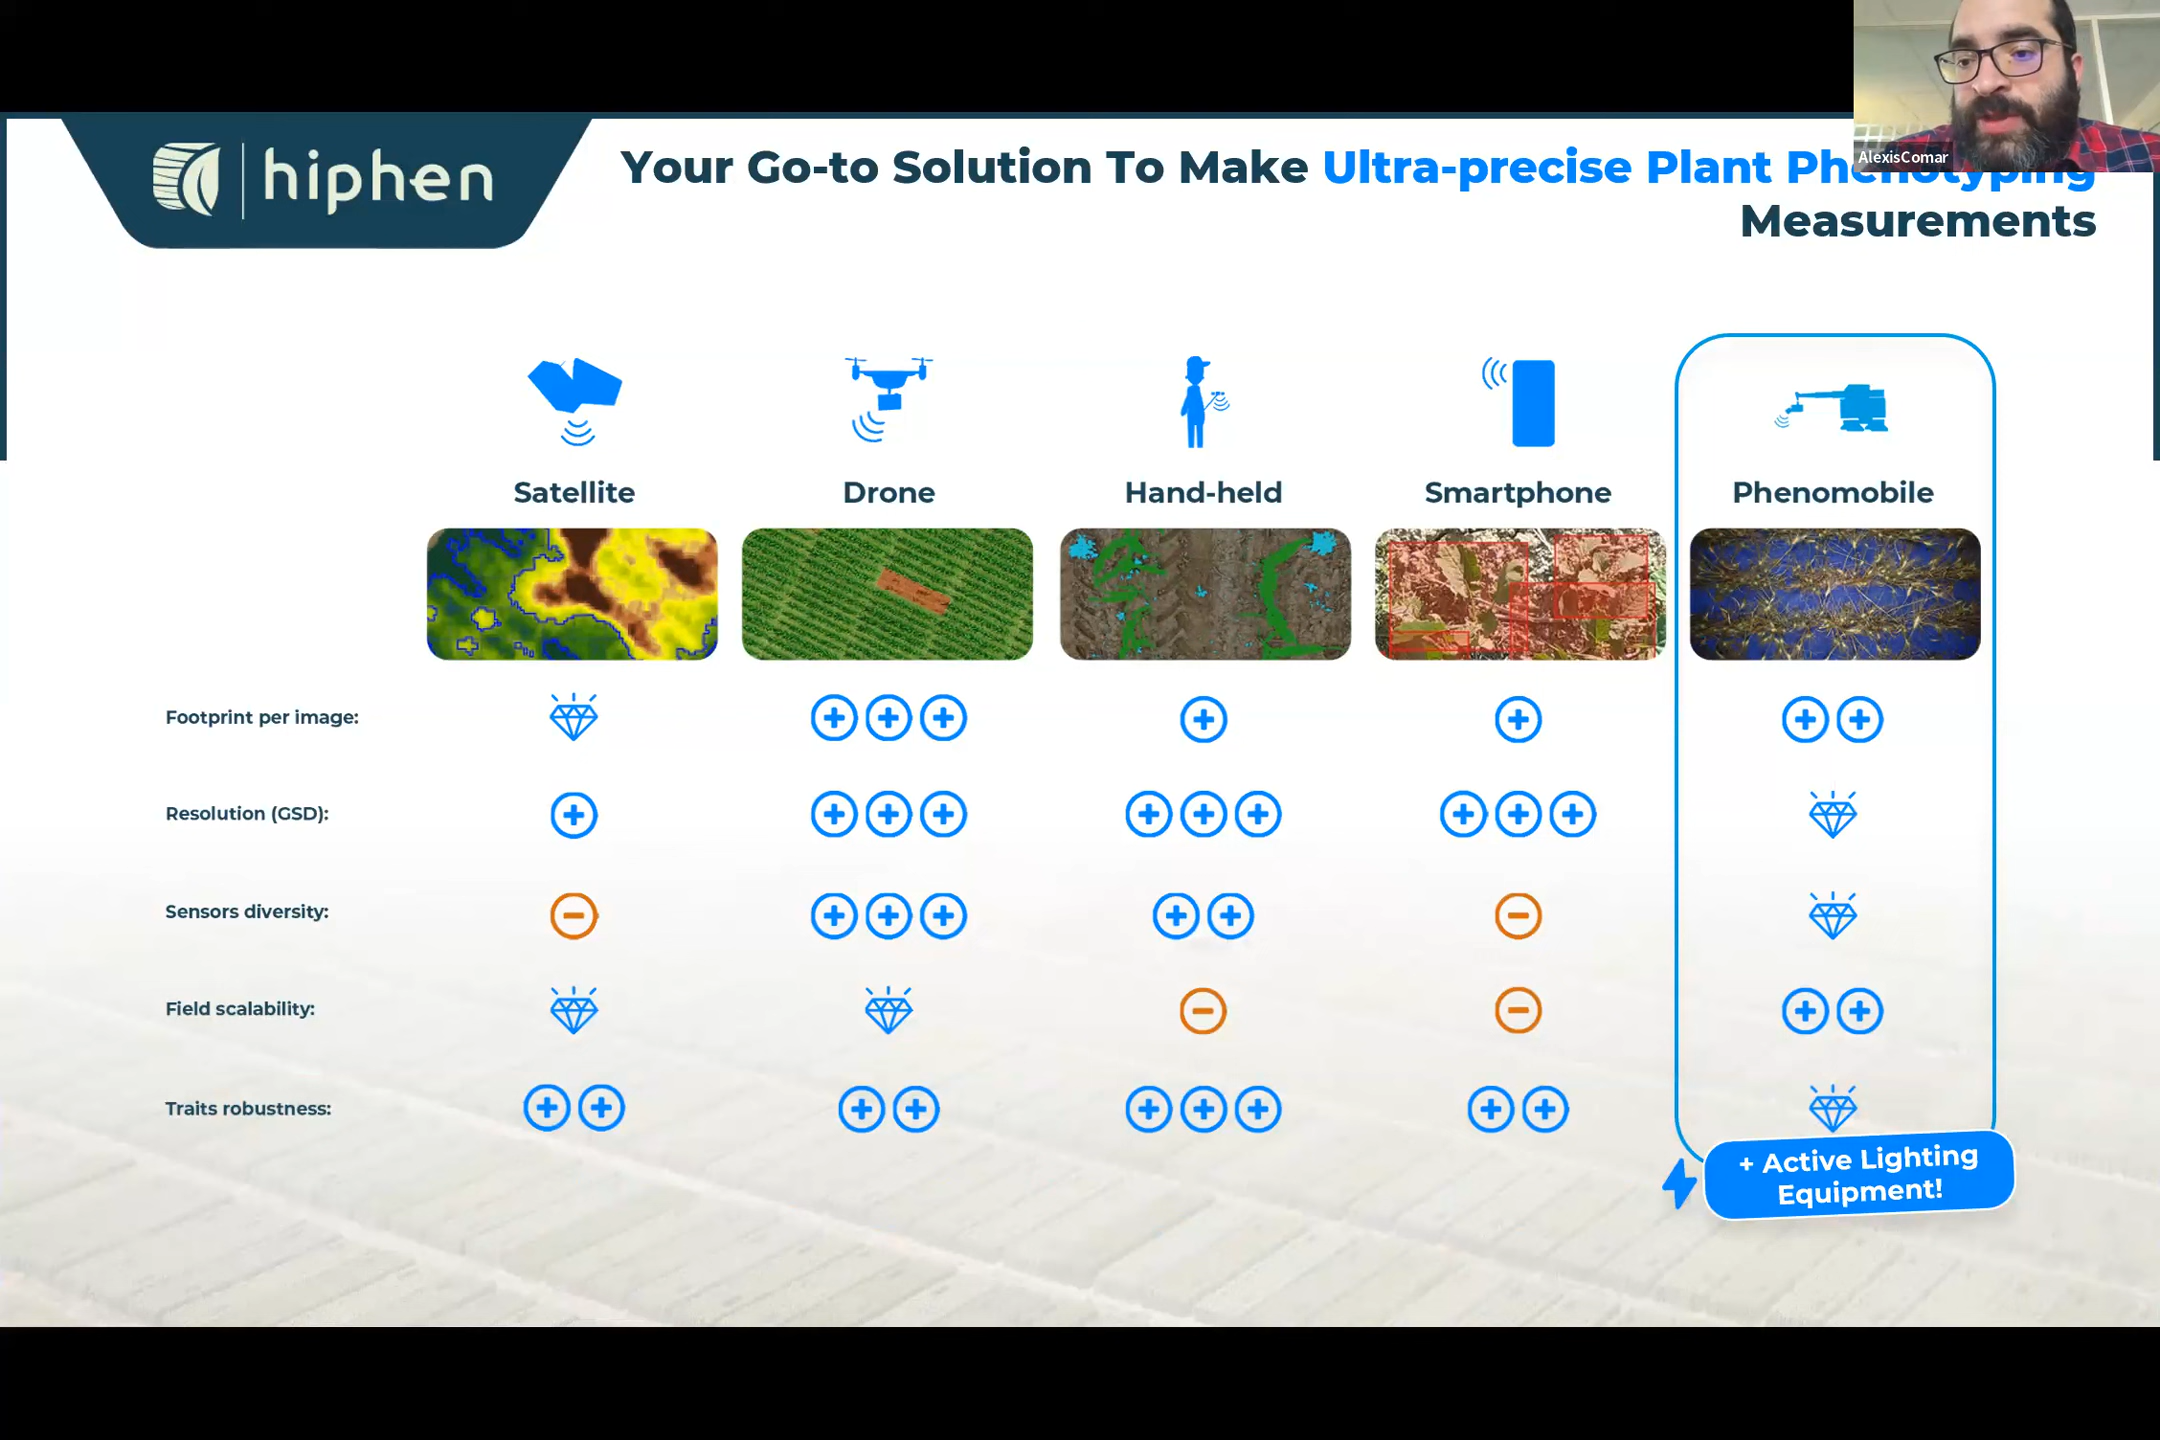 AlexisComar
hiphen
Your Go-to Solution To Make Ultra-precise Plant Phenotyping
Measurements
Satellite
Drone
Hand-held
Smartphone
Phenomobile
Footprint per image:
Resolution (GSD):
Sensors diversity:
Field scalability:
Traits robustness:
+ Active Lighting
Equipment!